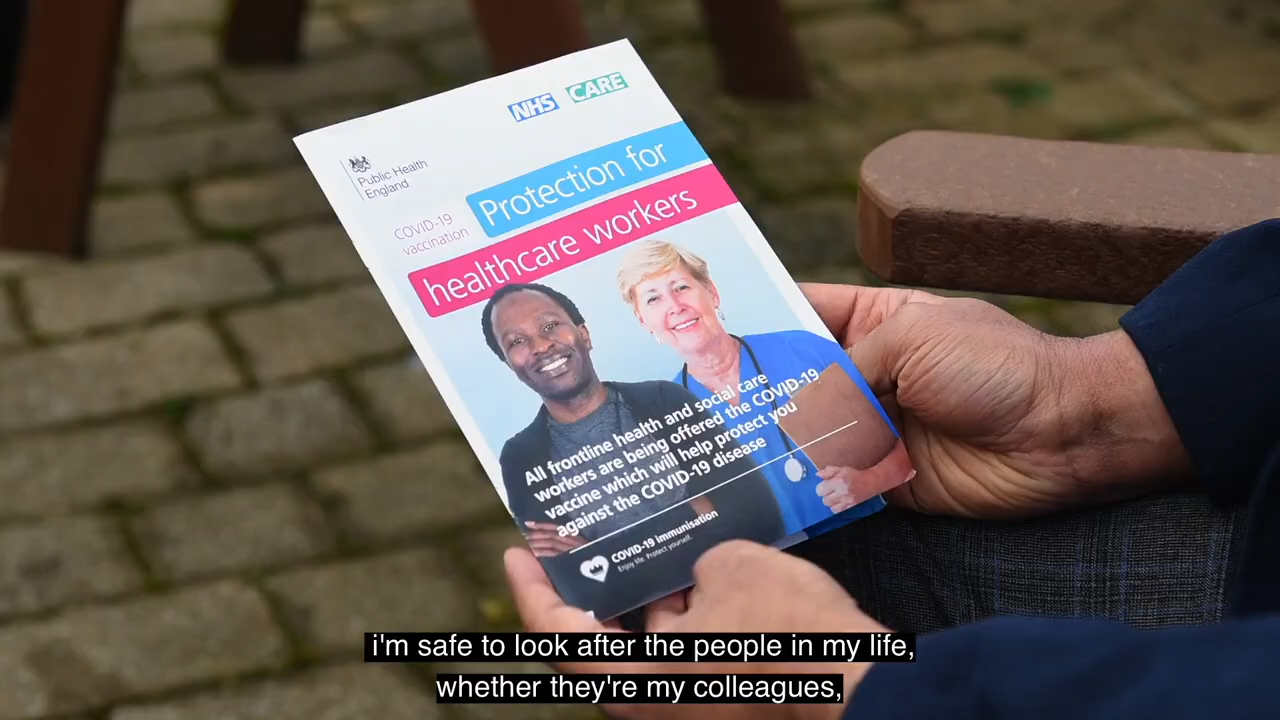 NHS CARE
Public Health
England
COVID-19
vaccination
Protection for
healthcare workers
All frontline health and social care
workers are being offered the COVID-19
vaccine which will help protect you
against the COVID-19 disease
COVID-19 immunisation
Enjoy life. Protect yourself.
i'm safe to look after the people in my life,
whether they're my colleagues,